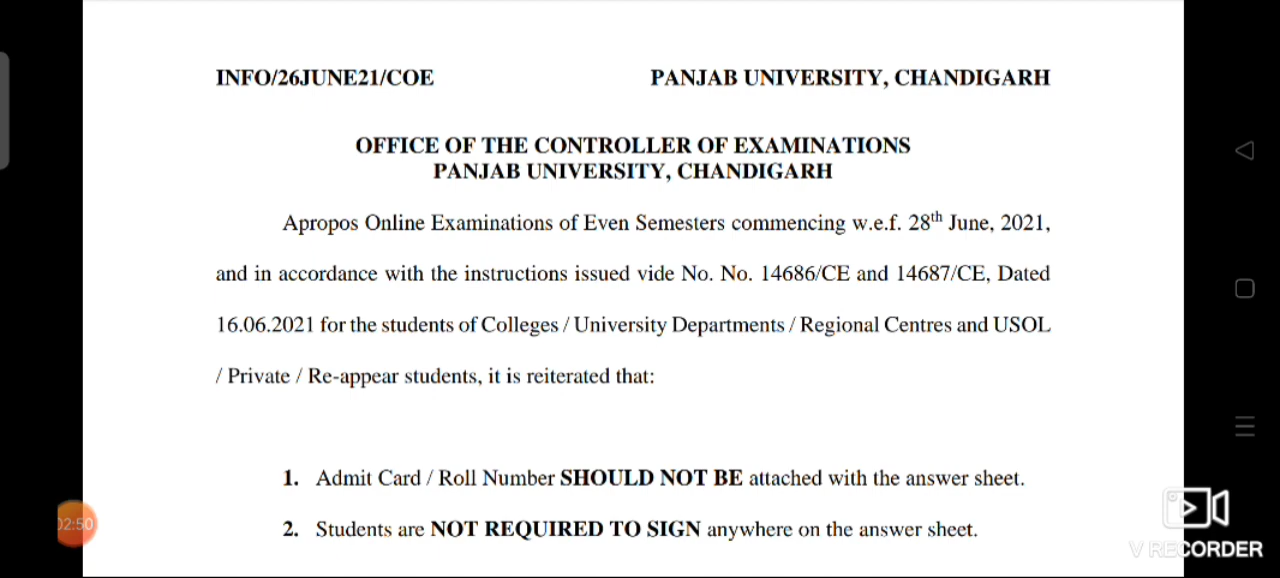 INFO/26JUNE21/COE PANJAB UNIVERSITY, CHANDIGARH
OFFICE OF THE CONTROLLER OF EXAMINATIONS
PANJAB UNIVERSITY, CHANDIGARH
Apropos Online Examinations of Even Semesters commencing w.e.f. 28th June, 2021,
and in accordance with the instructions issued vide No. No. 14686/CE and 14687/CE, Dated
16.06.2021 for the students of Colleges / University Departments / Regional Centres and USOL
/ Private / Re-appear students, it is reiterated that:
1. Admit Card / Roll Number SHOULD NOT BE attached with the answer sheet.
2. Students are NOT REQUIRED TO SIGN anywhere on the answer sheet.
02:50
V RECORDER